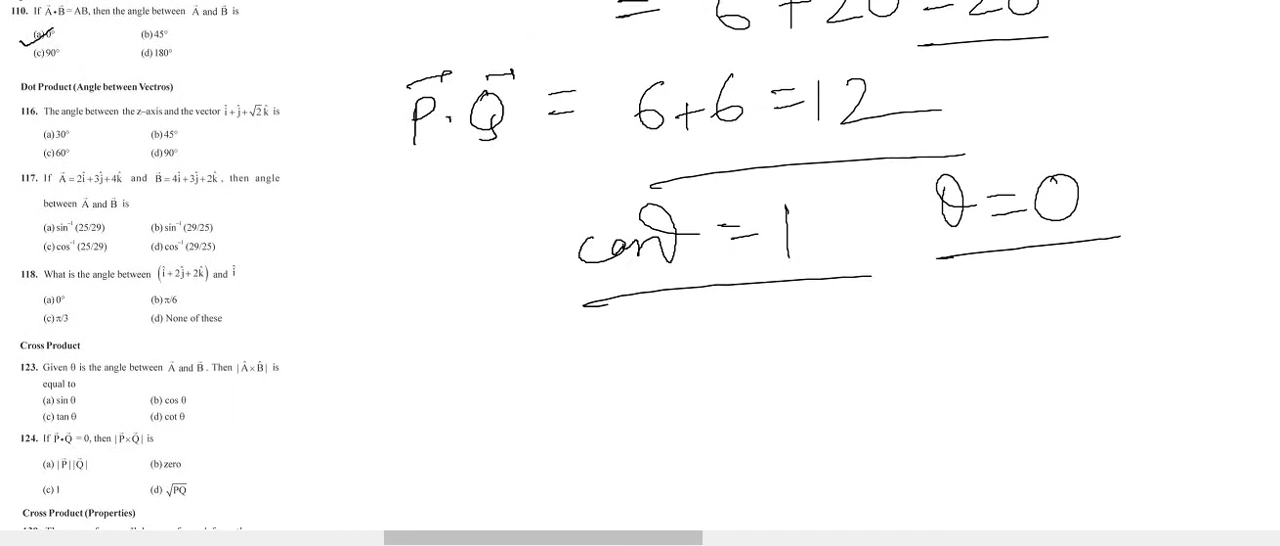 110. If A⃗•B⃗ = AB, then the angle between A⃗ and B⃗ is
(a) 0° (b) 45°
(c) 90° (d) 180°
Dot Product (Angle between Vectros)
116. The angle between the z-axis and the vector î + ĵ + √2 k̂ is
(a) 30° (b) 45°
(c) 60° (d) 90°
117. If A⃗ = 2î + 3ĵ + 4k̂ and B⃗ = 4î + 3ĵ + 2k̂, then angle
between A⃗ and B⃗ is
(a) sin⁻¹ (25/29) (b) sin⁻¹ (29/25)
(c) cos⁻¹ (25/29) (d) cos⁻¹ (29/25)
118. What is the angle between (î + 2ĵ + 2k̂) and î
(a) 0° (b) π/6
(c) π/3 (d) None of these
Cross Product
123. Given θ is the angle between A⃗ and B⃗. Then |Â × B̂| is
equal to
(a) sin θ (b) cos θ
(c) tan θ (d) cot θ
124. If P⃗•Q⃗ = 0, then |P⃗×Q⃗| is
(a) |P⃗||Q⃗| (b) zero
(c) 1 (d) √PQ
Cross Product (Properties)
= 6 + 20 = 26
P⃗.Q⃗ = 6+6 = 12
cosθ = 1
θ = 0